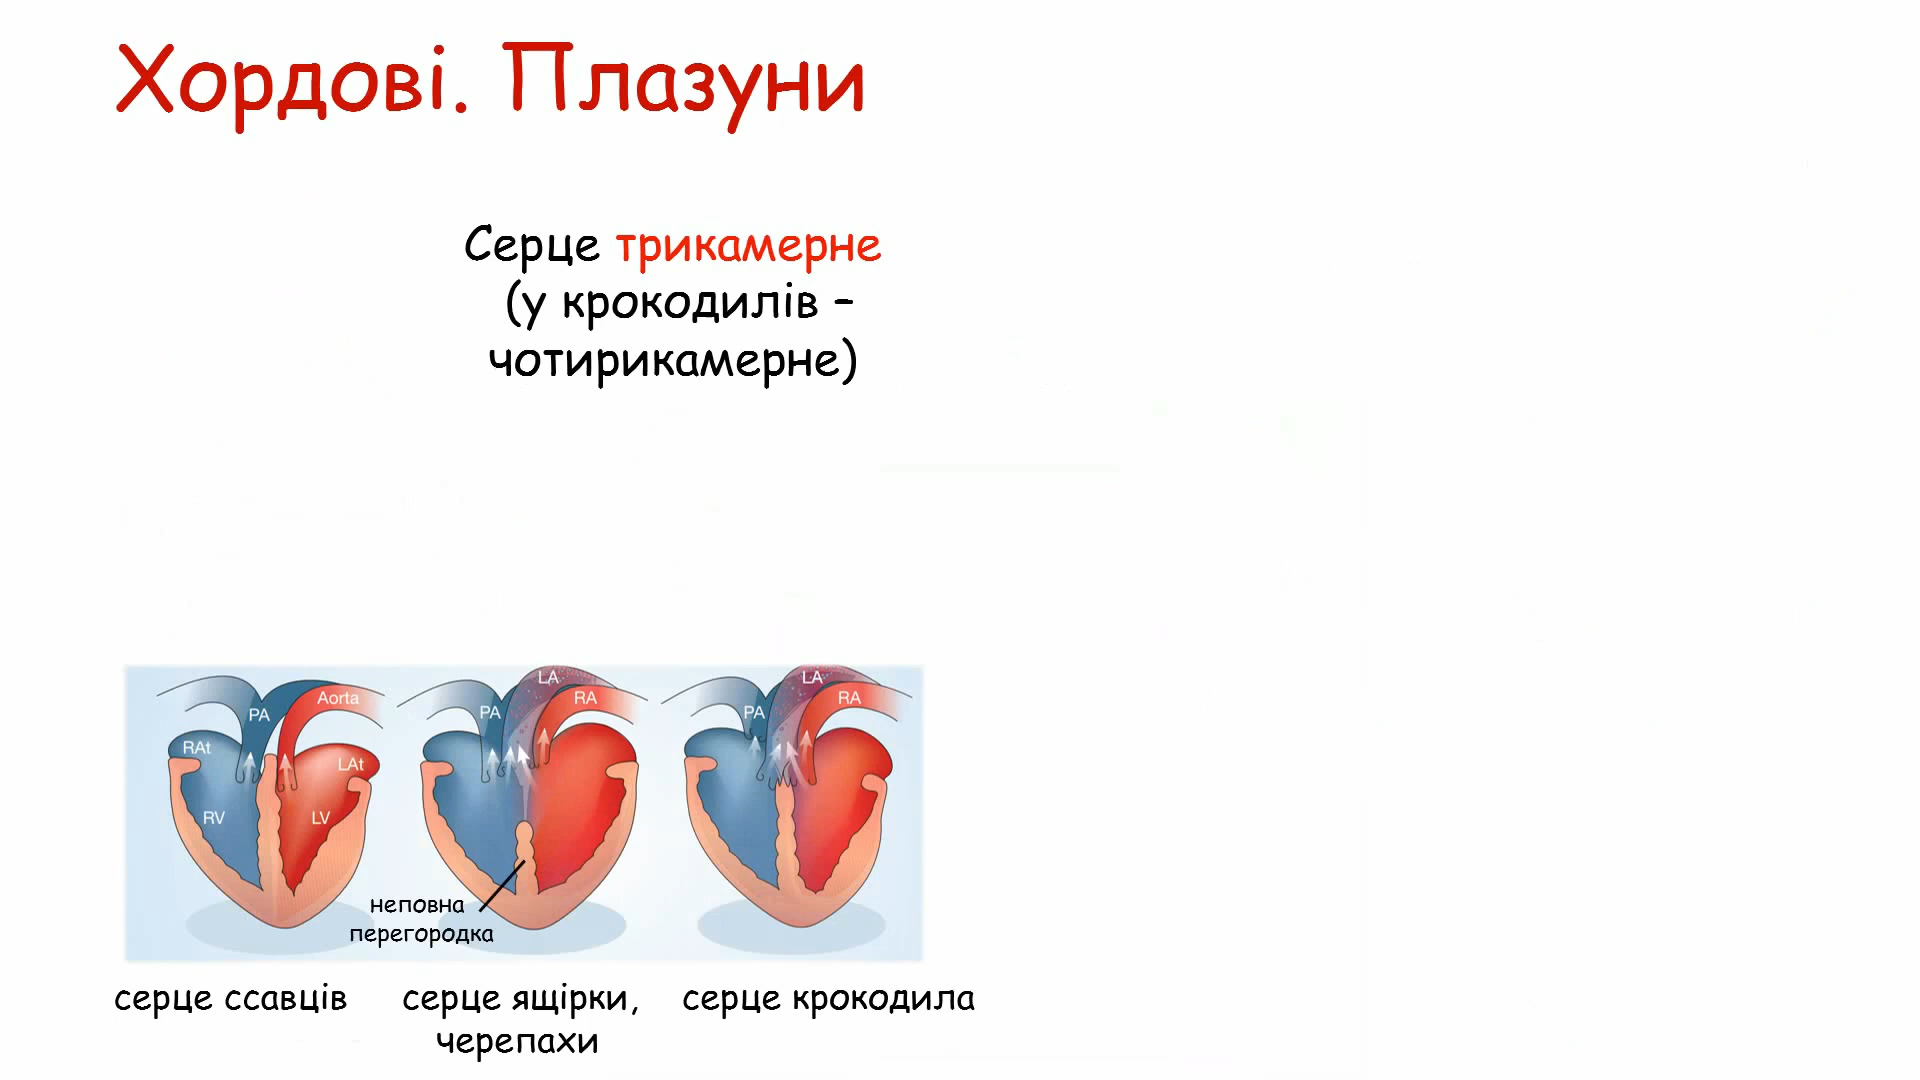 Хордові. Плазуни
Серце трикамерне
(у крокодилів –
чотирикамерне)
PA
Aorta
RAt
LAt
RV
LV
LA
PA
RA
LA
PA
RA
неповна
перегородка
серце ссавців
серце ящірки,
черепахи
серце крокодила